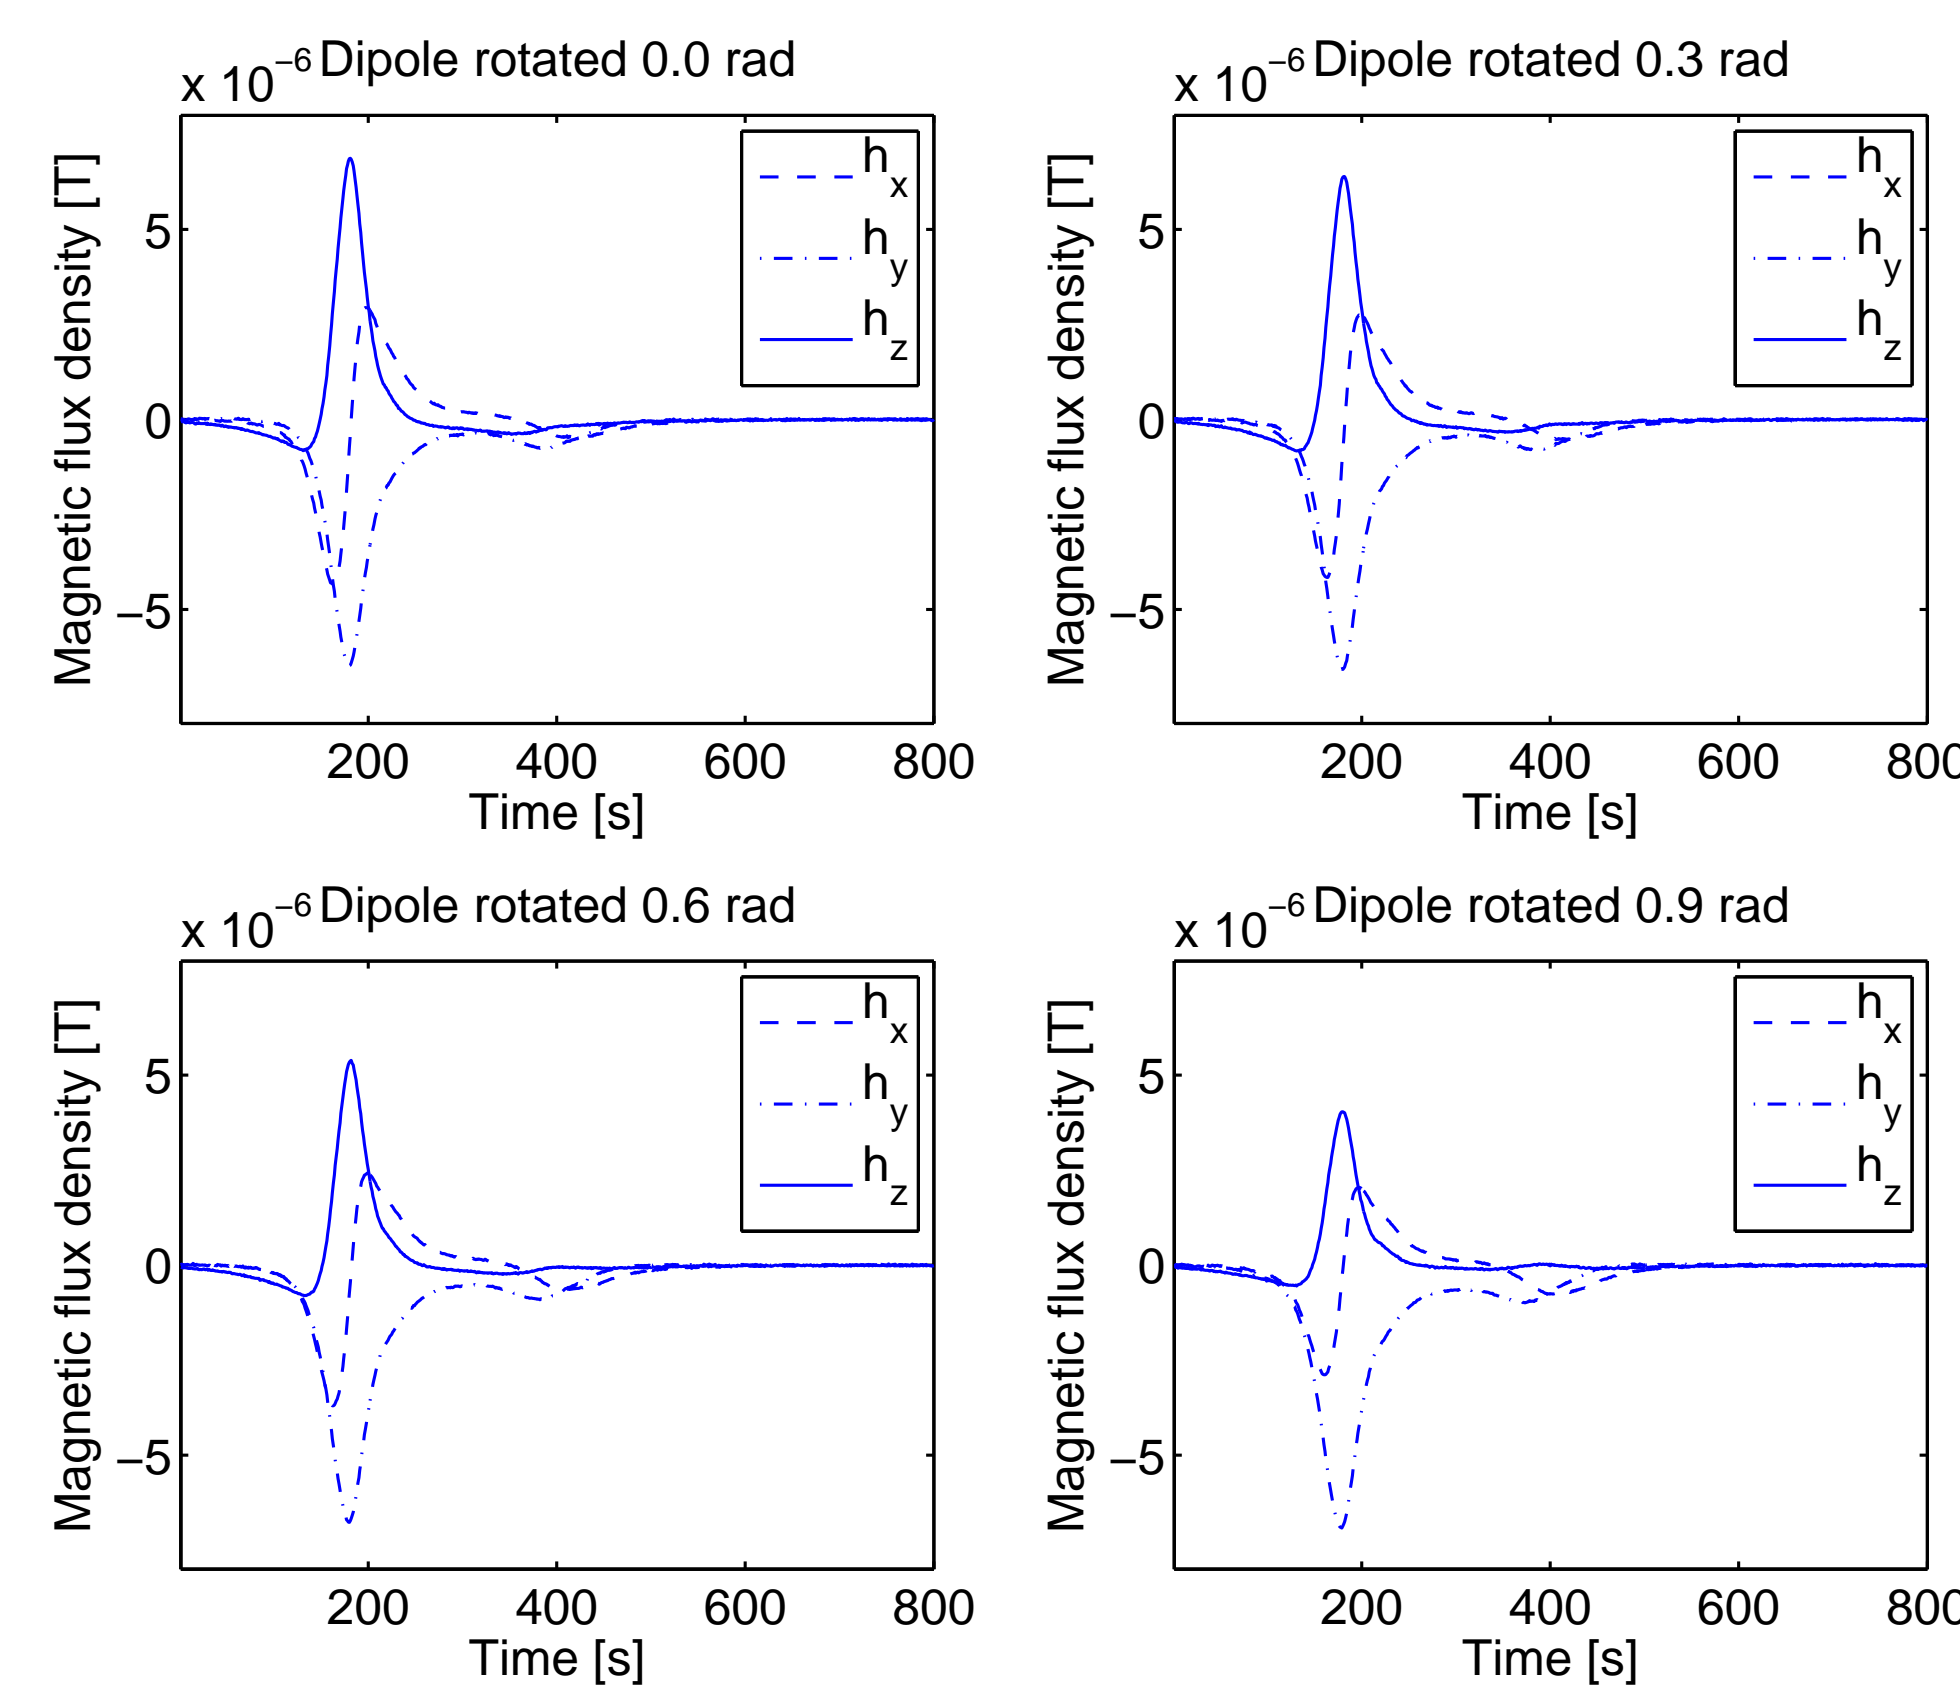 x 10⁻⁶ Dipole rotated 0.0 rad
Magnetic flux density [T]
5
0
−5
200 400 600 800
Time [s]
h_x
h_y
h_z
x 10⁻⁶ Dipole rotated 0.3 rad
Magnetic flux density [T]
5
0
−5
200 400 600 800
Time [s]
h_x
h_y
h_z
x 10⁻⁶ Dipole rotated 0.6 rad
Magnetic flux density [T]
5
0
−5
200 400 600 800
Time [s]
h_x
h_y
h_z
x 10⁻⁶ Dipole rotated 0.9 rad
Magnetic flux density [T]
5
0
−5
200 400 600 800
Time [s]
h_x
h_y
h_z